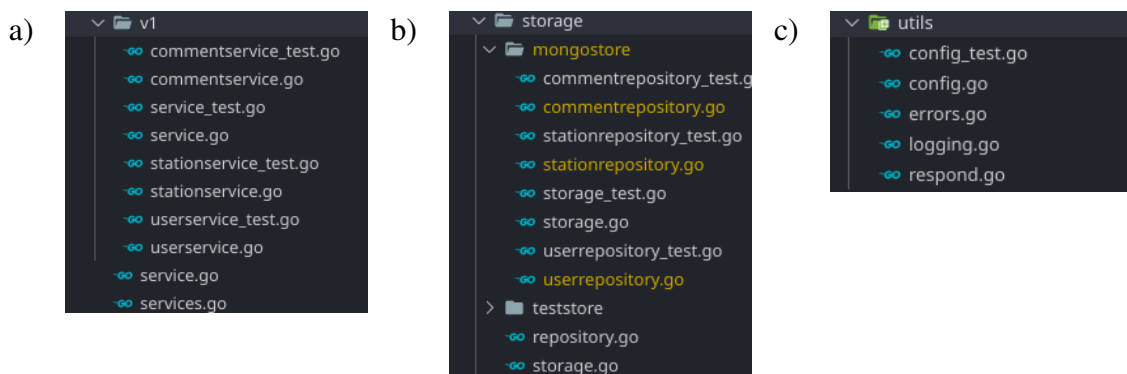 a)
v1
commentservice_test.go
commentservice.go
service_test.go
service.go
stationservice_test.go
stationservice.go
userservice_test.go
userservice.go
service.go
services.go
b)
storage
mongostore
commentrepository_test.g
commentrepository.go
stationrepository_test.go
stationrepository.go
storage_test.go
storage.go
userrepository_test.go
userrepository.go
teststore
repository.go
storage.go
c)
utils
config_test.go
config.go
errors.go
logging.go
respond.go